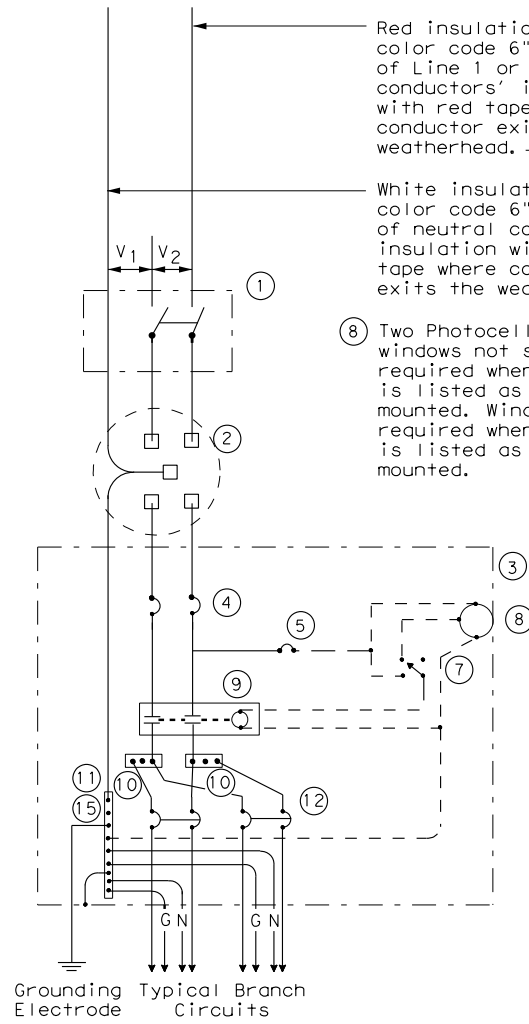 Red insulatio
color code 6"
of Line 1 or
conductors' i
with red tape
conductor exi
weatherhead.
White insulat
color code 6"
of neutral co
insulation wi
tape where co
exits the wea
V1 V2
1
8 Two Photocell
windows not s
required when
is listed as
mounted. Wind
required when
is listed as
mounted.
2
3
4
8
5
7
9
11
10 10
15
12
G N G N
Grounding
Electrode
Typical Branch
Circuits